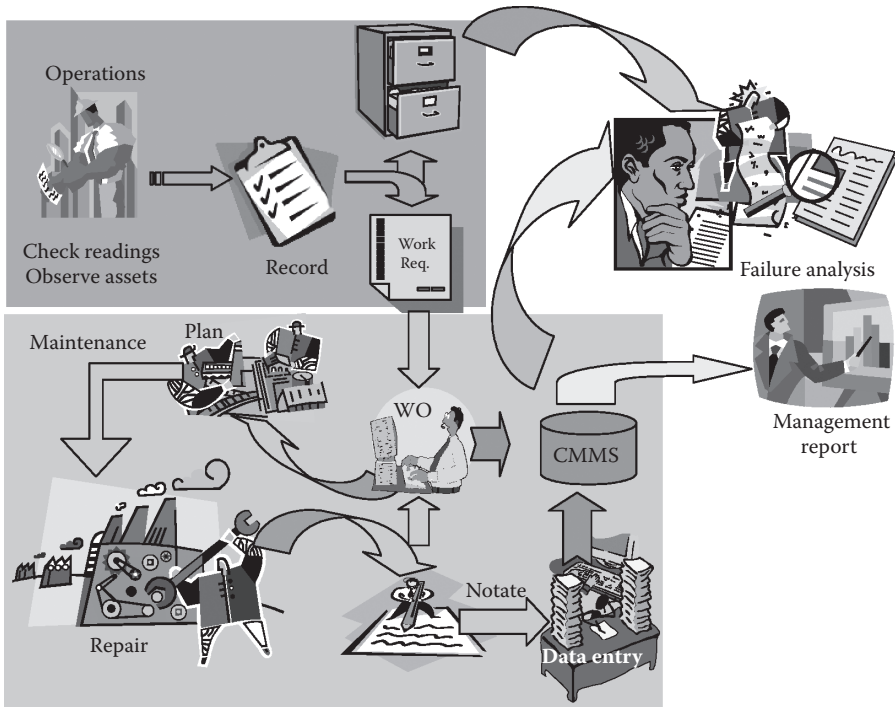 Operations
Check readings
Observe assets
Record
Work
Req.
Failure analysis
Maintenance
Plan
WO
CMMS
Management
report
Repair
Notate
Data entry